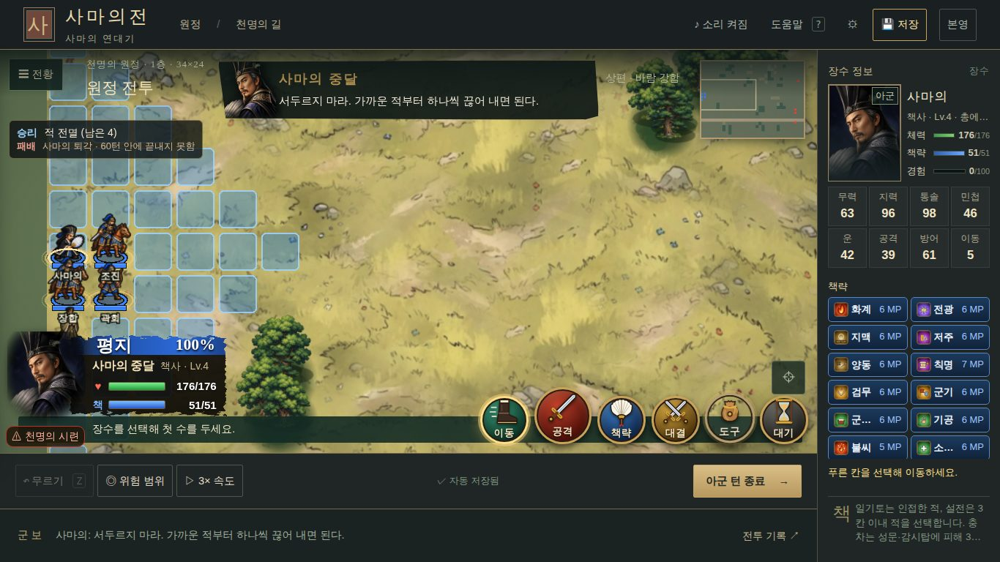 사
사마의전
사마의 연대기
원정 / 천명의 길
♪ 소리 켜짐
도움말 ?
저장
본영
☰ 전황
천명의 원정 · 1층 · 34×24
원정 전투
승리 적 전멸 (남은 4)
패배 사마의 퇴각 · 60턴 안에 끝내지 못함
사마의 중달
서두르지 마라. 가까운 적부터 하나씩 끊어 내면 된다.
상편 · 바람 강함
사마의
조진
장합
곽회
평지 100%
사마의 중달 책사 · Lv.4
♥ 176/176
책 51/51
⚠ 천명의 시련
장수를 선택해 첫 수를 두세요.
이동
공격
책략
대결
도구
대기
↶ 무르기 Z
◎ 위험 범위
▷ 3× 속도
✓ 자동 저장됨
아군 턴 종료 →
군 보
사마의: 서두르지 마라. 가까운 적부터 하나씩 끊어 내면 된다.
전투 기록 ↗
장수 정보
장수
아군
사마의
책사 · Lv.4 · 총에…
체력 176/176
책략 51/51
경험 0/100
무력 지력 통솔 민첩
63 96 98 46
운 공격 방어 이동
42 39 61 5
책략
화계 6 MP
전광 6 MP
지맥 6 MP
저주 6 MP
양동 6 MP
칙명 7 MP
검무 6 MP
군기 6 MP
군… 6 MP
기공 6 MP
불씨 5 MP
소… 6 MP
푸른 칸을 선택해 이동하세요.
책
일기토는 인접한 적, 설전은 3
칸 이내 적을 선택합니다. 충
차는 성문·감시탑에 피해 3…